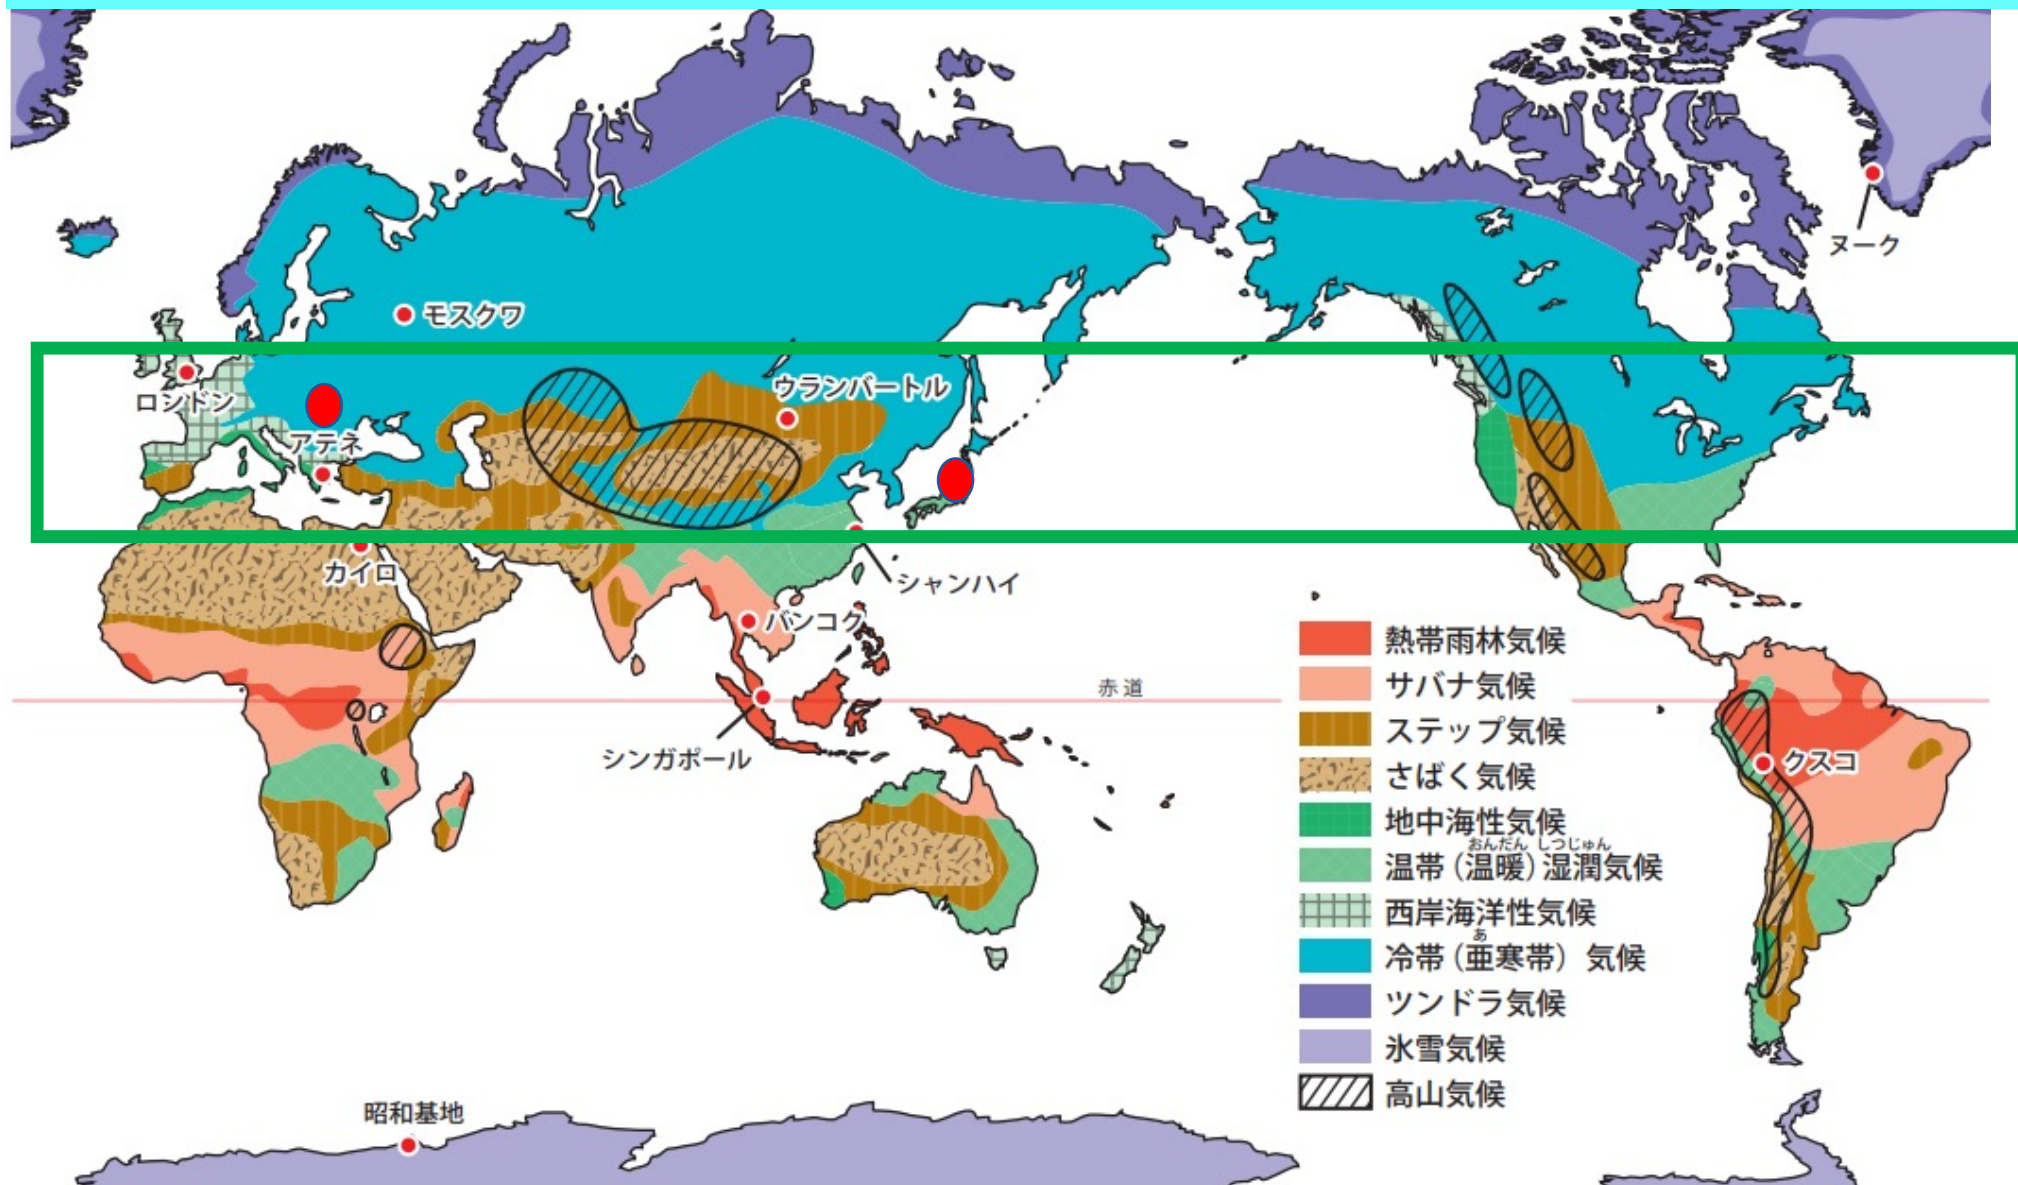 ヌーク
モスクワ
ロンドン
ウランバートル
アテネ
カイロ
シャンハイ
バンコク
赤道
シンガポール
クスコ
熱帯雨林気候
サバナ気候
ステップ気候
さばく気候
地中海性気候
おんだん しつじゅん
温帯(温暖)湿潤気候
西岸海洋性気候
あ
冷帯(亜寒帯)気候
ツンドラ気候
氷雪気候
高山気候
昭和基地